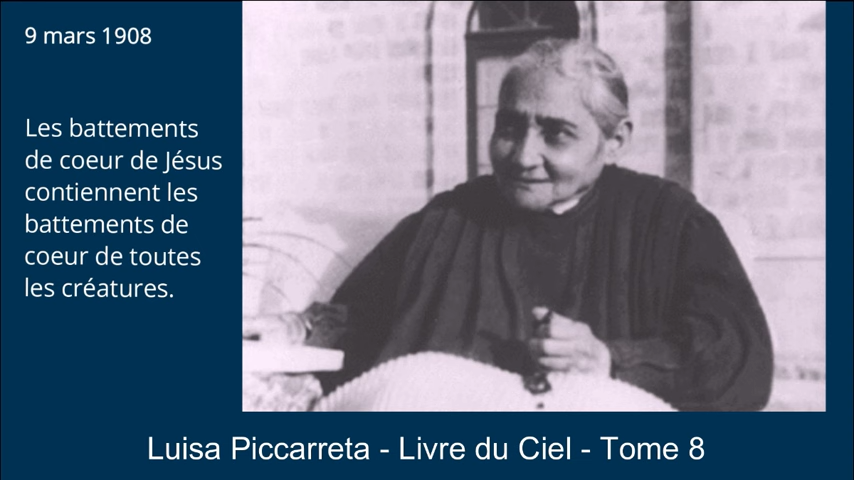 9 mars 1908
Les battements
de coeur de Jésus
contiennent les
battements de
coeur de toutes
les créatures.
Luisa Piccarreta - Livre du Ciel - Tome 8